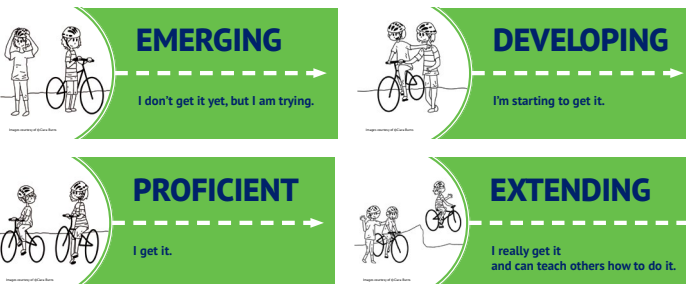 EMERGING
I don't get it yet, but I am trying.
DEVELOPING
I'm starting to get it.
PROFICIENT
I get it.
EXTENDING
I really get it
and can teach others how to do it.